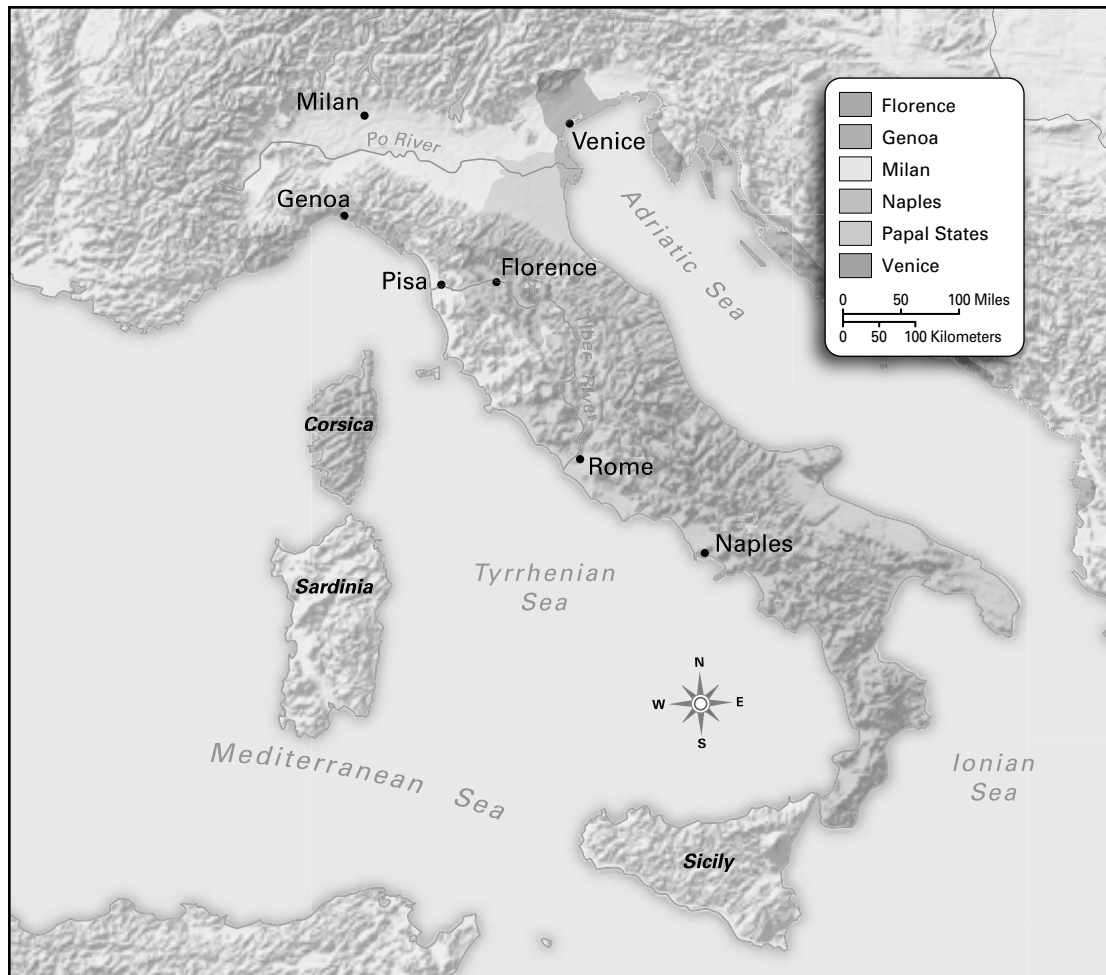 Milan
Po River
Venice
Genoa
Adriatic Sea
Pisa
Florence
Tiber River
Corsica
Rome
Naples
Sardinia
Tyrrhenian
Sea
N
W
E
S
Mediterranean Sea
Ionian
Sea
Sicily
Florence
Genoa
Milan
Naples
Papal States
Venice
0 50 100 Miles
0 50 100 Kilometers